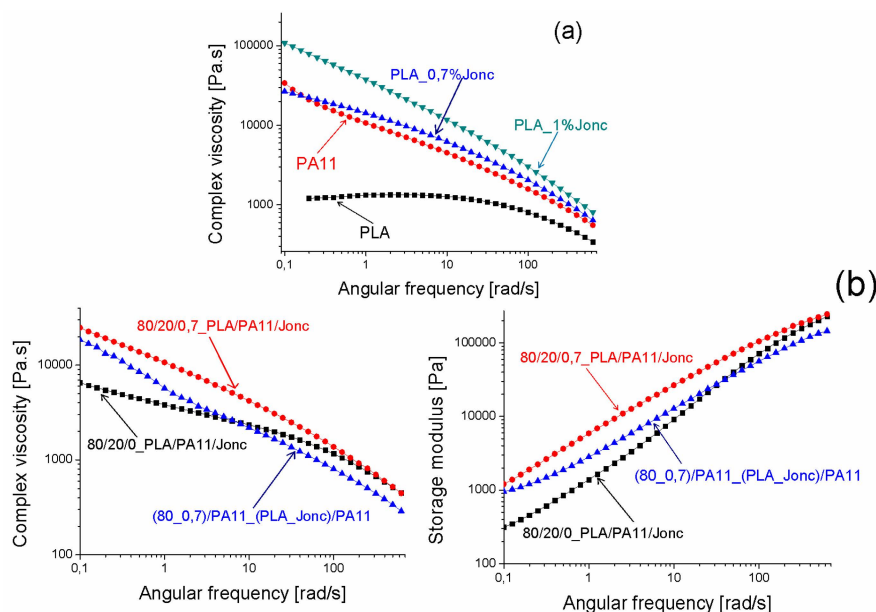 (a)
Complex viscosity [Pa.s]
100000
10000
1000
PLA_0,7%Jonc
PLA_1%Jonc
PA11
PLA
0,1
1
10
100
Angular frequency [rad/s]
(b)
Complex viscosity [Pa.s]
10000
1000
100
80/20/0,7_PLA/PA11/Jonc
80/20/0_PLA/PA11/Jonc
(80_0,7)/PA11_(PLA_Jonc)/PA11
0,1
1
10
100
Angular frequency [rad/s]
Storage modulus [Pa]
100000
10000
1000
100
80/20/0,7_PLA/PA11/Jonc
(80_0,7)/PA11_(PLA_Jonc)/PA11
80/20/0_PLA/PA11/Jonc
0,1
1
10
100
Angular frequency [rad/s]